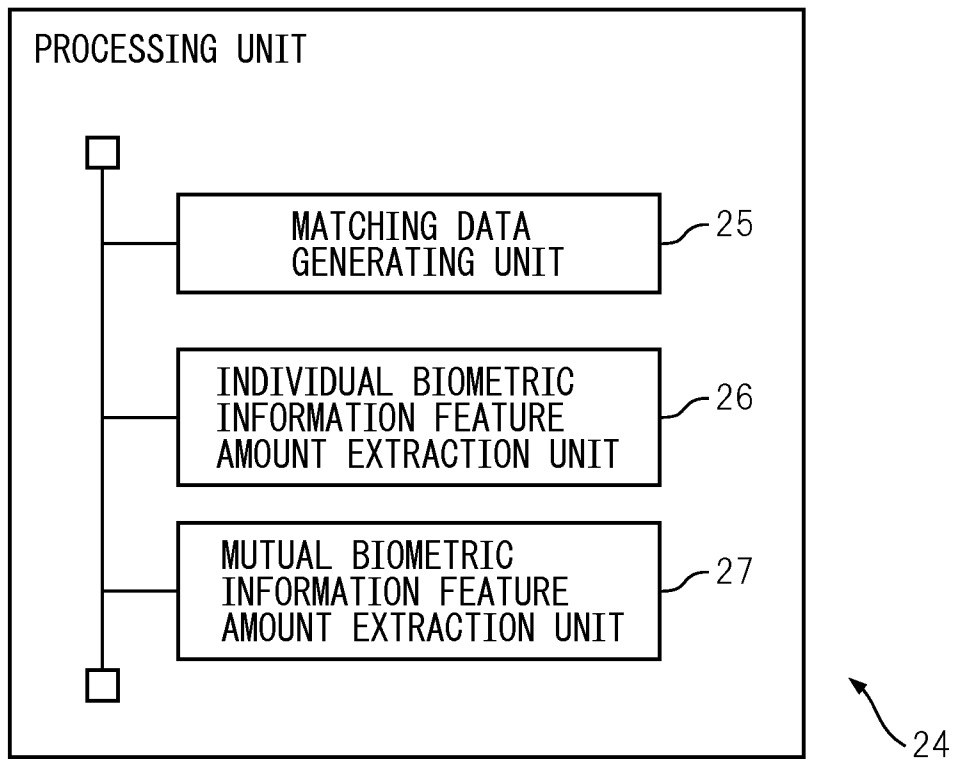 PROCESSING UNIT
MATCHING DATA
GENERATING UNIT
25
INDIVIDUAL BIOMETRIC
INFORMATION FEATURE
AMOUNT EXTRACTION UNIT
26
MUTUAL BIOMETRIC
INFORMATION FEATURE
AMOUNT EXTRACTION UNIT
27
24